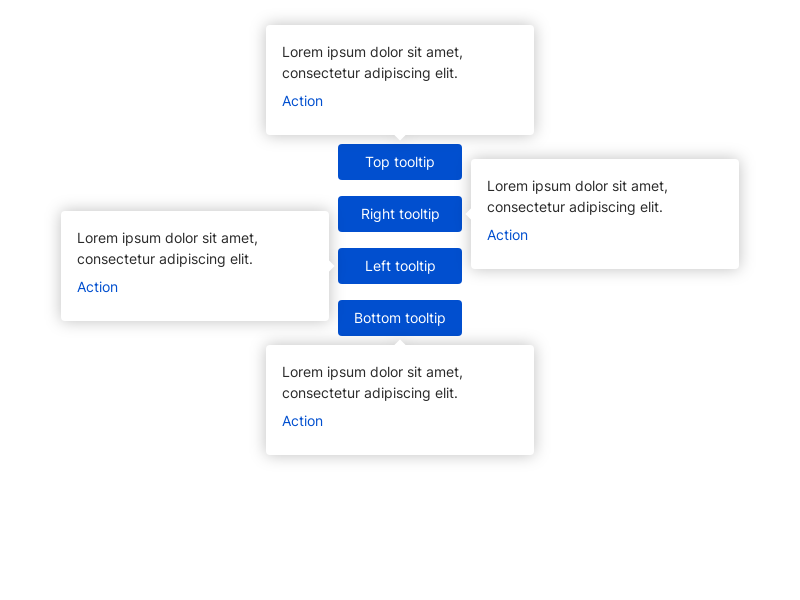 Lorem ipsum dolor sit amet,
consectetur adipiscing elit.
Action
Top tooltip
Lorem ipsum dolor sit amet,
consectetur adipiscing elit.
Action
Right tooltip
Lorem ipsum dolor sit amet,
consectetur adipiscing elit.
Action
Left tooltip
Bottom tooltip
Lorem ipsum dolor sit amet,
consectetur adipiscing elit.
Action